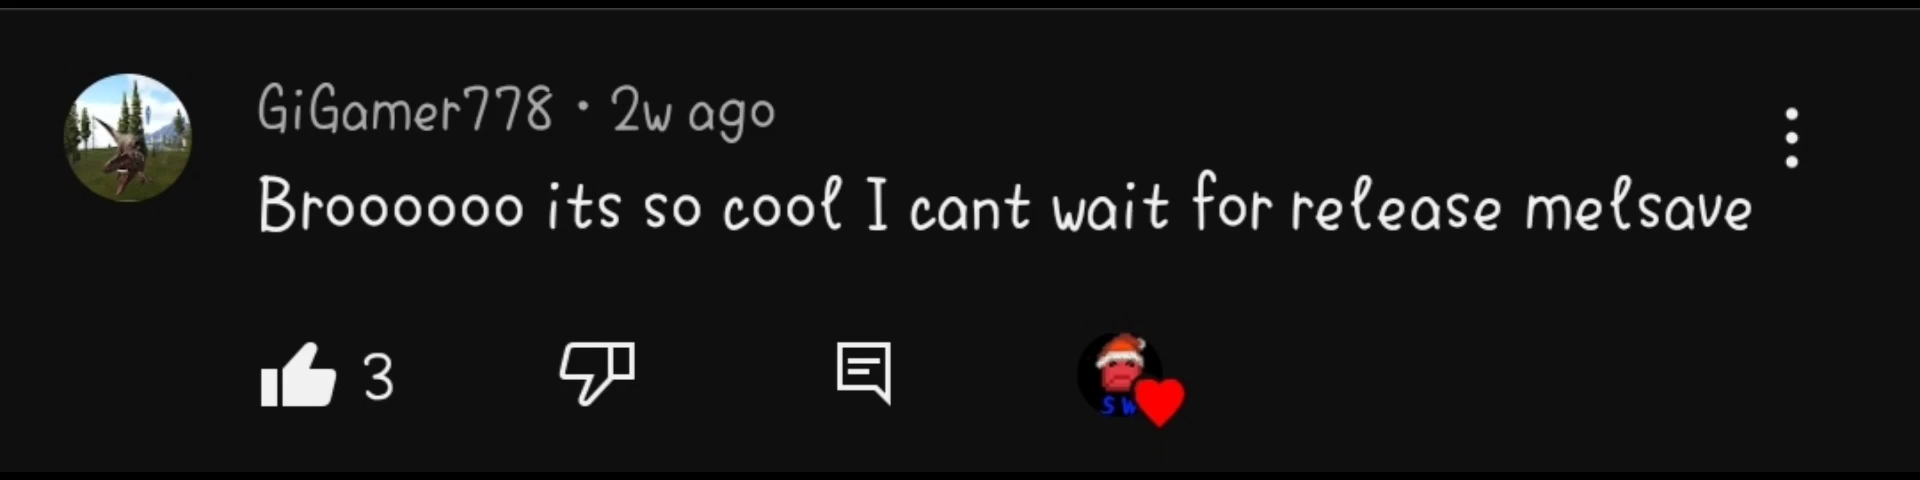 GiGamer778 · 2w ago
Broooooo its so cool I cant wait for release melsave
3
S W